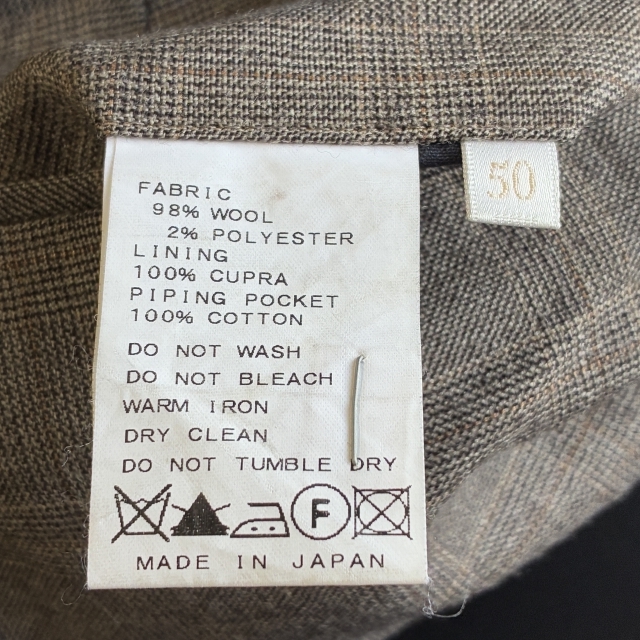 FABRIC
98% WOOL
2% POLYESTER
LINING
100% CUPRA
PIPING POCKET
100% COTTON
DO NOT WASH
DO NOT BLEACH
WARM IRON
DRY CLEAN
DO NOT TUMBLE DRY
F
MADE IN JAPAN
50